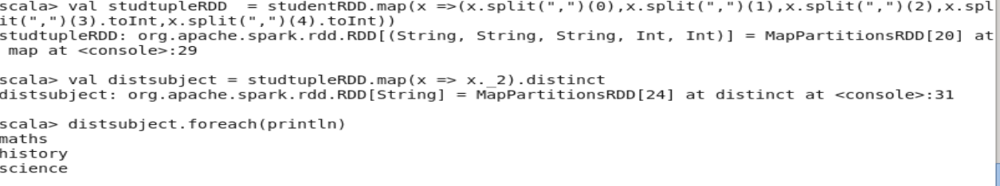 scala> val studtupleRDD  = studentRDD.map(x =>(x.split(",")(0),x.split(",")(1),x.split(",")(2),x.spl
it(",")(3).toInt,x.split(",")(4).toInt))
studtupleRDD: org.apache.spark.rdd.RDD[(String, String, String, Int, Int)] = MapPartitionsRDD[20] at
 map at <console>:29
scala> val distsubject = studtupleRDD.map(x => x._2).distinct
distsubject: org.apache.spark.rdd.RDD[String] = MapPartitionsRDD[24] at distinct at <console>:31
scala> distsubject.foreach(println)
maths
history
science